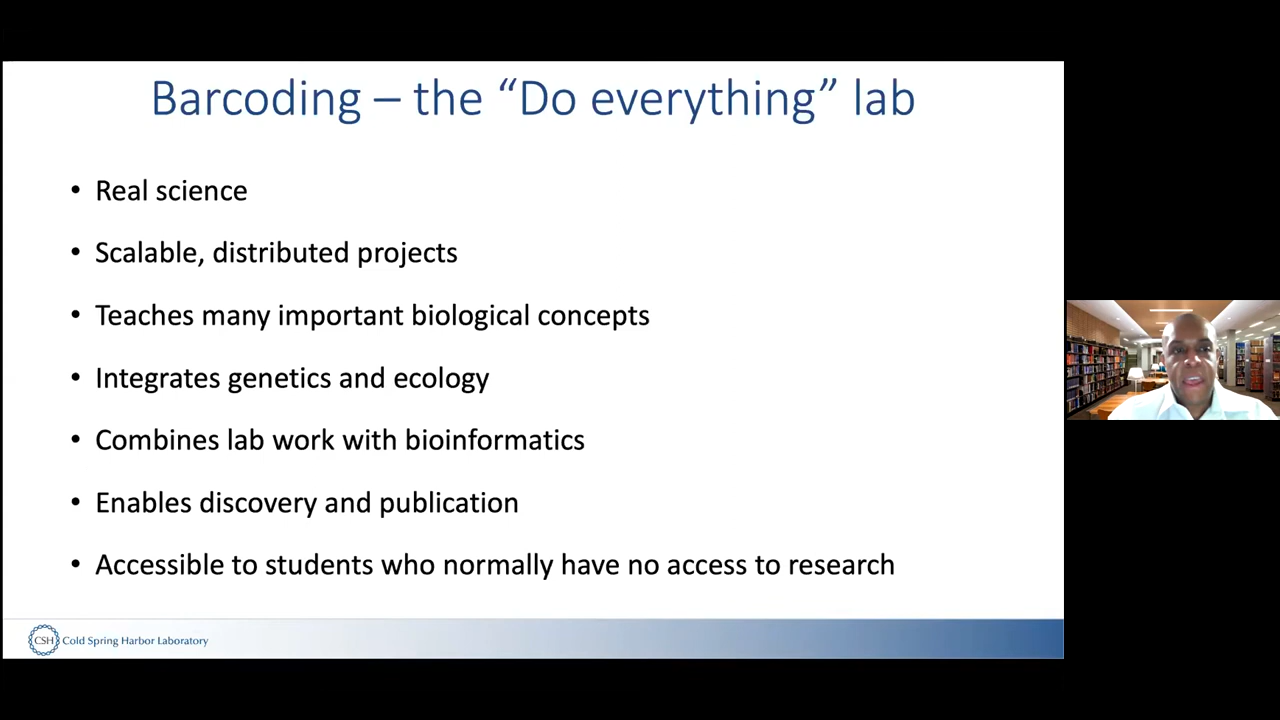 Barcoding – the “Do everything” lab
• Real science
• Scalable, distributed projects
• Teaches many important biological concepts
• Integrates genetics and ecology
• Combines lab work with bioinformatics
• Enables discovery and publication
• Accessible to students who normally have no access to research
CSH Cold Spring Harbor Laboratory